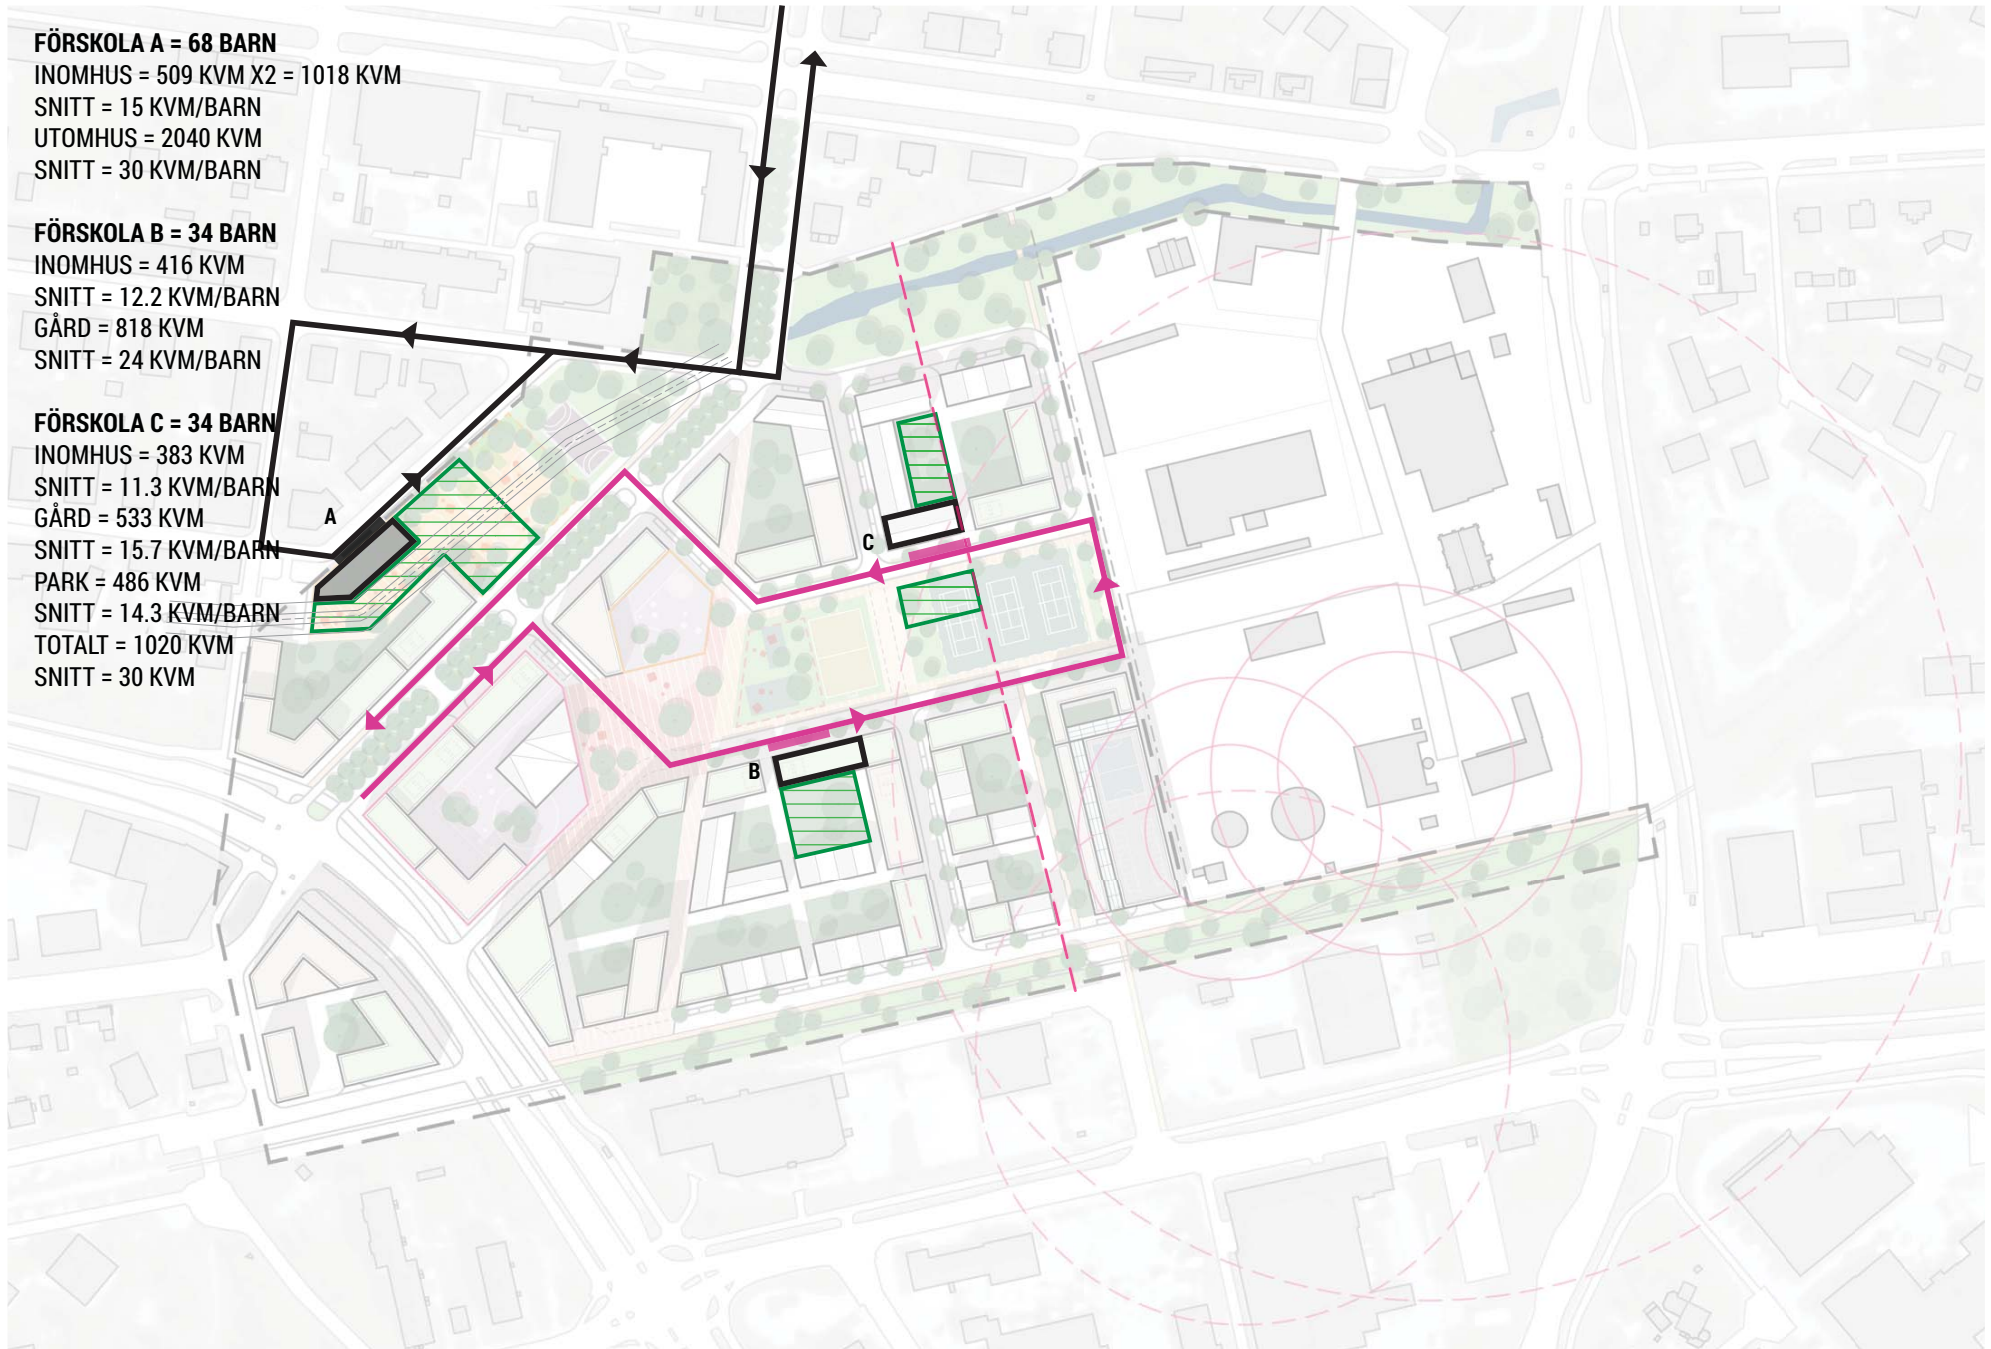 FÖRSKOLA A = 68 BARN
INOMHUS = 509 KVM X2 = 1018 KVM
SNITT = 15 KVM/BARN
UTOMHUS = 2040 KVM
SNITT = 30 KVM/BARN
FÖRSKOLA B = 34 BARN
INOMHUS = 416 KVM
SNITT = 12.2 KVM/BARN
GÅRD = 818 KVM
SNITT = 24 KVM/BARN
FÖRSKOLA C = 34 BARN
INOMHUS = 383 KVM
SNITT = 11.3 KVM/BARN
GÅRD = 533 KVM
SNITT = 15.7 KVM/BARN
PARK = 486 KVM
SNITT = 14.3 KVM/BARN
TOTALT = 1020 KVM
SNITT = 30 KVM
A
C
B